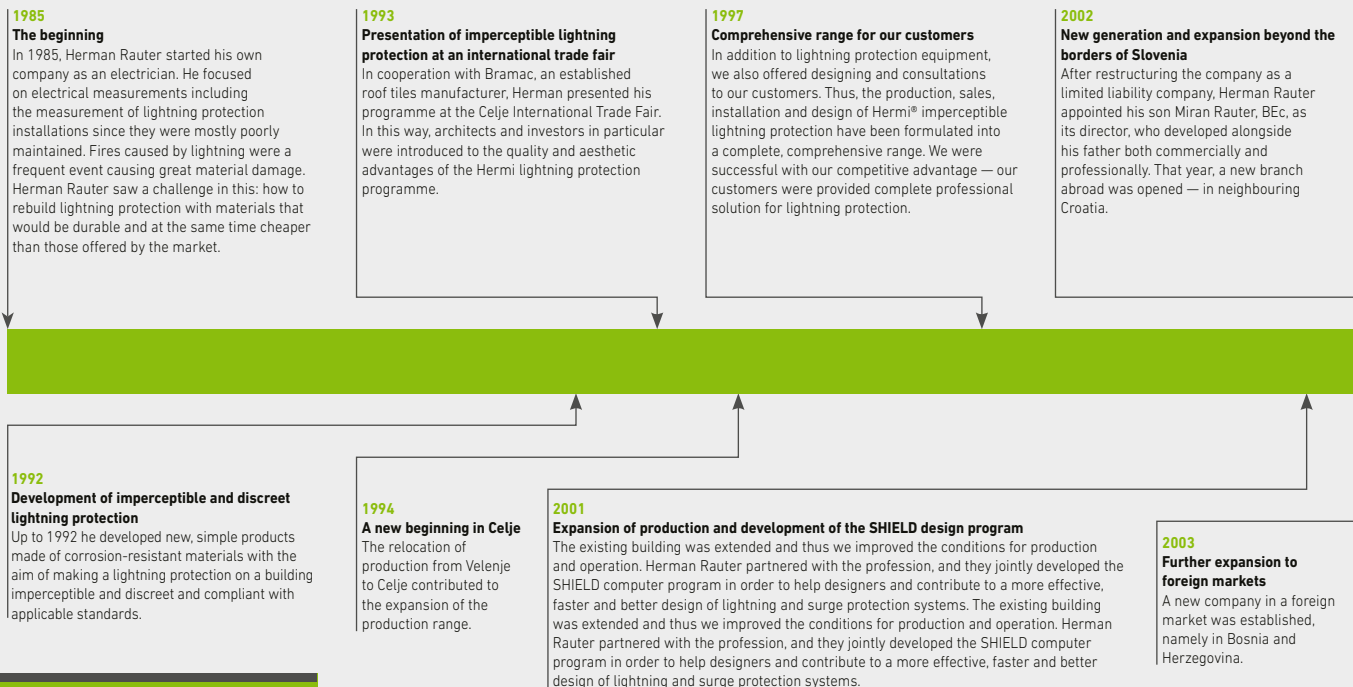 1985
The beginning
In 1985, Herman Rauter started his own
company as an electrician. He focused
on electrical measurements including
the measurement of lightning protection
installations since they were mostly poorly
maintained. Fires caused by lightning were a
frequent event causing great material damage.
Herman Rauter saw a challenge in this: how to
rebuild lightning protection with materials that
would be durable and at the same time cheaper
than those offered by the market.
1993
Presentation of imperceptible lightning
protection at an international trade fair
In cooperation with Bramac, an established
roof tiles manufacturer, Herman presented his
programme at the Celje International Trade Fair.
In this way, architects and investors in particular
were introduced to the quality and aesthetic
advantages of the Hermi lightning protection
programme.
1997
Comprehensive range for our customers
In addition to lightning protection equipment,
we also offered designing and consultations
to our customers. Thus, the production, sales,
installation and design of Hermi® imperceptible
lightning protection have been formulated into
a complete, comprehensive range. We were
successful with our competitive advantage — our
customers were provided complete professional
solution for lightning protection.
2002
New generation and expansion beyond the
borders of Slovenia
After restructuring the company as a
limited liability company, Herman Rauter
appointed his son Miran Rauter, BEc, as
its director, who developed alongside
his father both commercially and
professionally. That year, a new branch
abroad was opened — in neighbouring
Croatia.
1992
Development of imperceptible and discreet
lightning protection
Up to 1992 he developed new, simple products
made of corrosion-resistant materials with the
aim of making a lightning protection on a building
imperceptible and discreet and compliant with
applicable standards.
1994
A new beginning in Celje
The relocation of
production from Velenje
to Celje contributed to
the expansion of the
production range.
2001
Expansion of production and development of the SHIELD design program
The existing building was extended and thus we improved the conditions for production
and operation. Herman Rauter partnered with the profession, and they jointly developed the
SHIELD computer program in order to help designers and contribute to a more effective,
faster and better design of lightning and surge protection systems. The existing building
was extended and thus we improved the conditions for production and operation. Herman
Rauter partnered with the profession, and they jointly developed the SHIELD computer
program in order to help designers and contribute to a more effective, faster and better
design of lightning and surge protection systems.
2003
Further expansion to
foreign markets
A new company in a foreign
market was established,
namely in Bosnia and
Herzegovina.